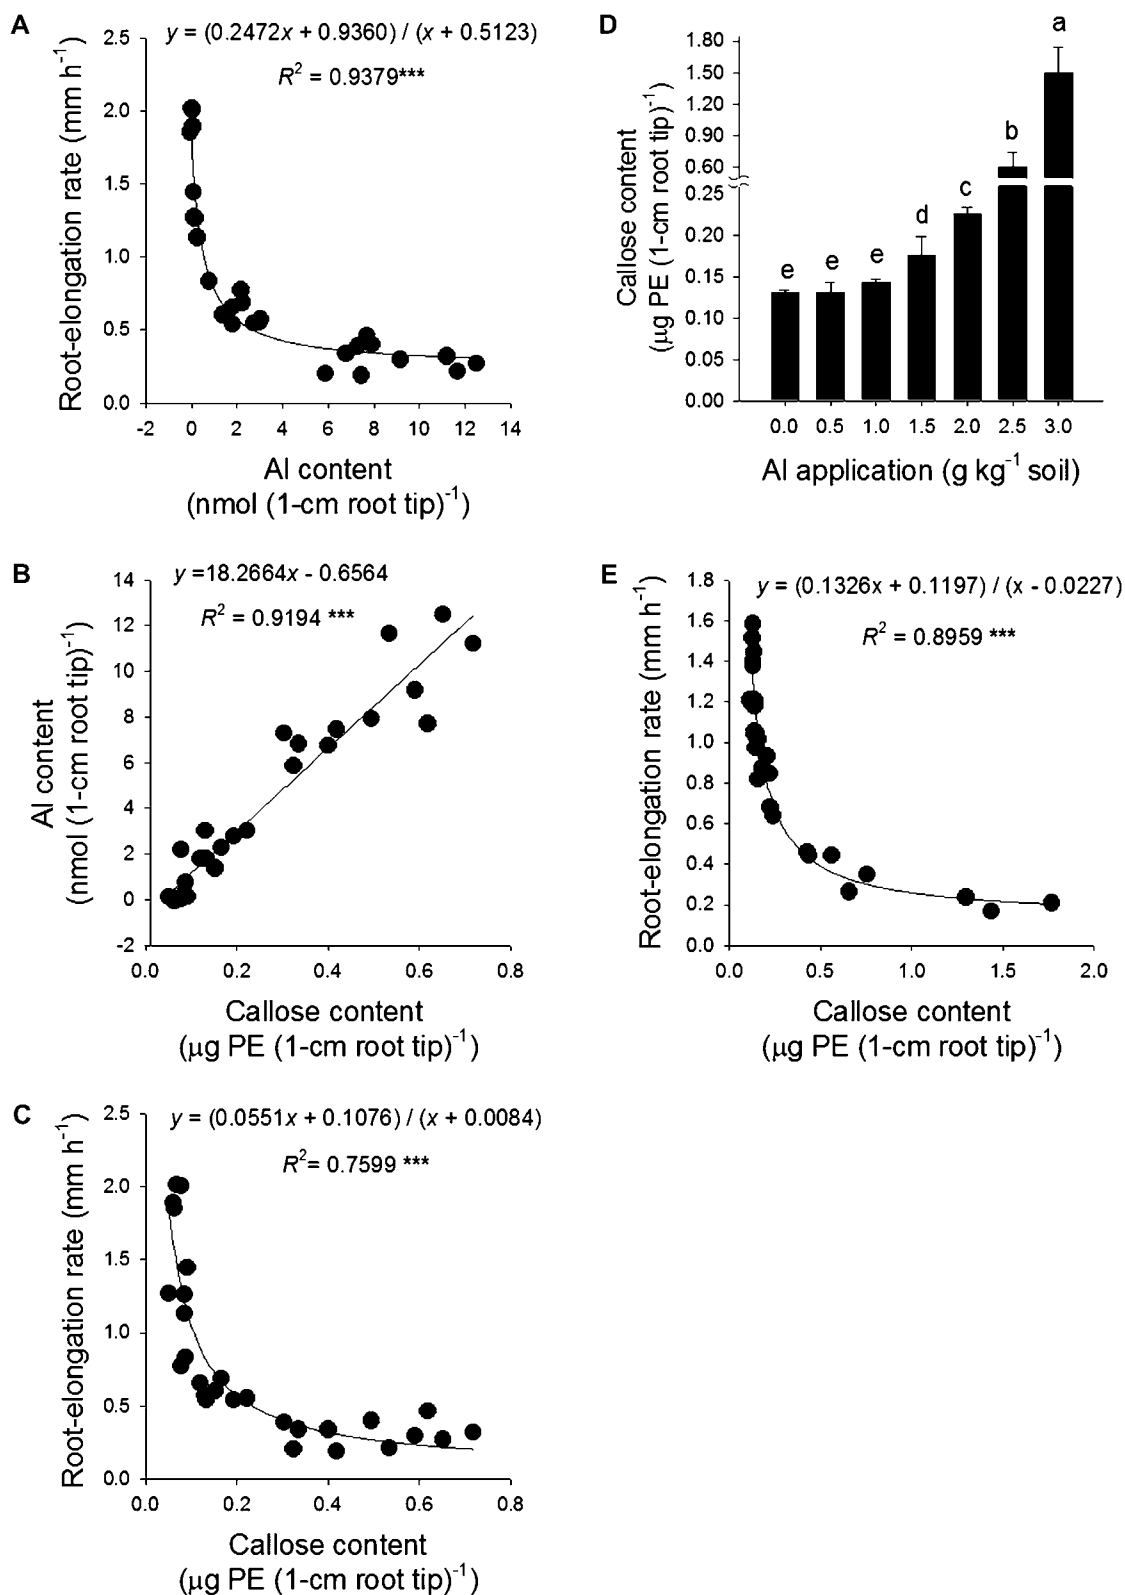 A
y = (0.2472x + 0.9360) / (x + 0.5123)
R² = 0.9379***
Root-elongation rate (mm h⁻¹)
2.5
2.0
1.5
1.0
0.5
0.0
-2 0 2 4 6 8 10 12 14
Al content
(nmol (1-cm root tip)⁻¹)
D
Callose content
(µg PE (1-cm root tip)⁻¹
1.80
1.50
1.20
0.90
0.60
0.25
0.20
0.15
0.10
0.05
0.00
e e e d c b a
0.0 0.5 1.0 1.5 2.0 2.5 3.0
Al application (g kg⁻¹ soil)
B
y =18.2664x - 0.6564
R² = 0.9194 ***
Al content
(nmol (1-cm root tip)⁻¹)
14
12
10
8
6
4
2
0
-2
0.0 0.2 0.4 0.6 0.8
Callose content
(µg PE (1-cm root tip)⁻¹)
E
y = (0.1326x + 0.1197) / (x - 0.0227)
R² = 0.8959 ***
Root-elongation rate (mm h⁻¹)
1.8
1.6
1.4
1.2
1.0
0.8
0.6
0.4
0.2
0.0
0.0 0.5 1.0 1.5 2.0
Callose content
(µg PE (1-cm root tip)⁻¹)
C
y = (0.0551x + 0.1076) / (x + 0.0084)
R²= 0.7599 ***
Root-elongation rate (mm h⁻¹)
2.5
2.0
1.5
1.0
0.5
0.0
0.0 0.2 0.4 0.6 0.8
Callose content
(µg PE (1-cm root tip)⁻¹)